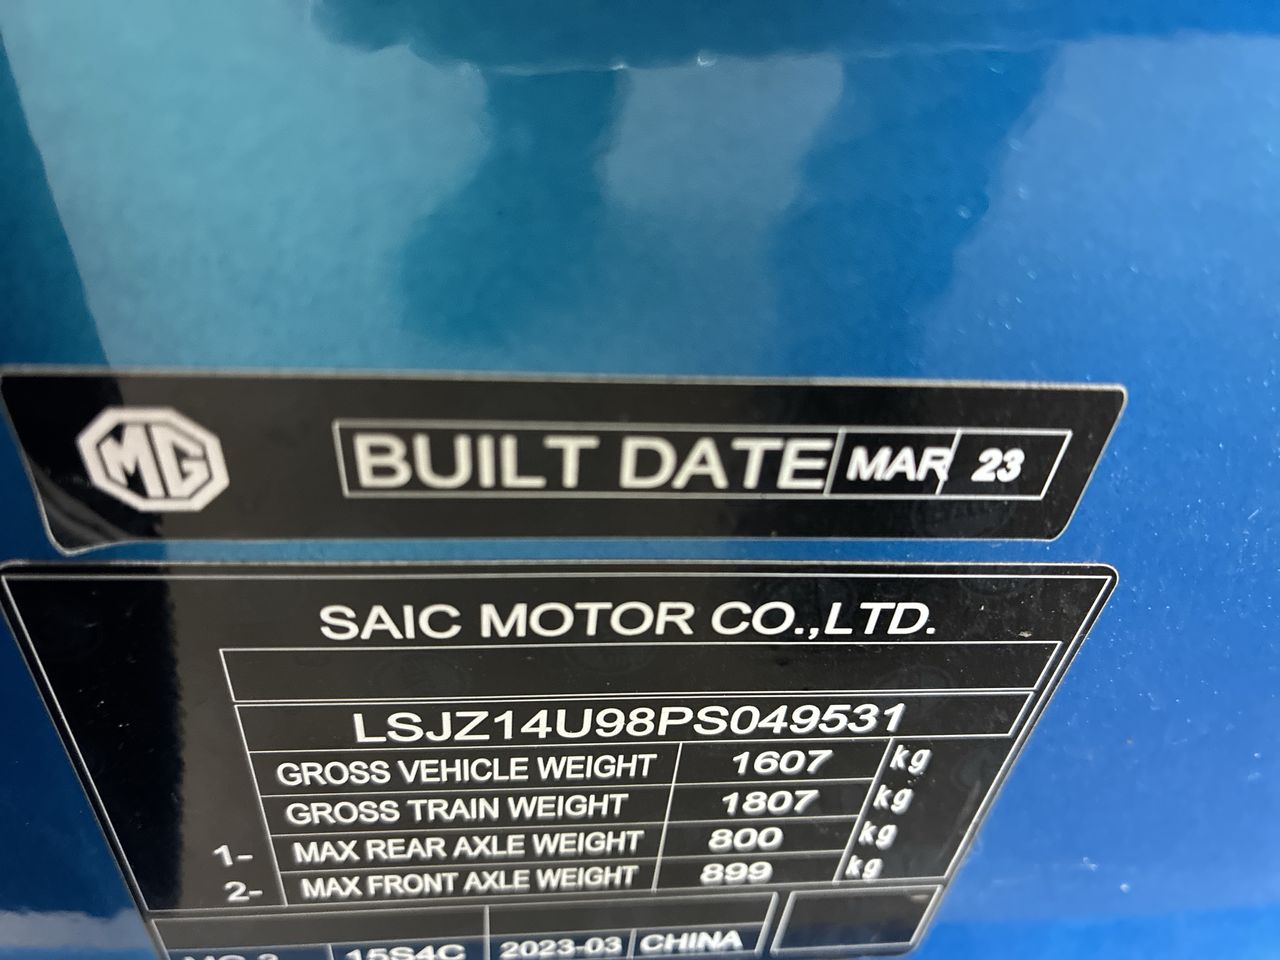 MG BUILT DATE MAR 23
SAIC MOTOR CO.,LTD.
LSJZ14U98PS049531
GROSS VEHICLE WEIGHT 1607 kg
GROSS TRAIN WEIGHT 1807 kg
1- MAX REAR AXLE WEIGHT 800 kg
2- MAX FRONT AXLE WEIGHT 899 kg
MG 3 15S4C 2023-03 CHINA